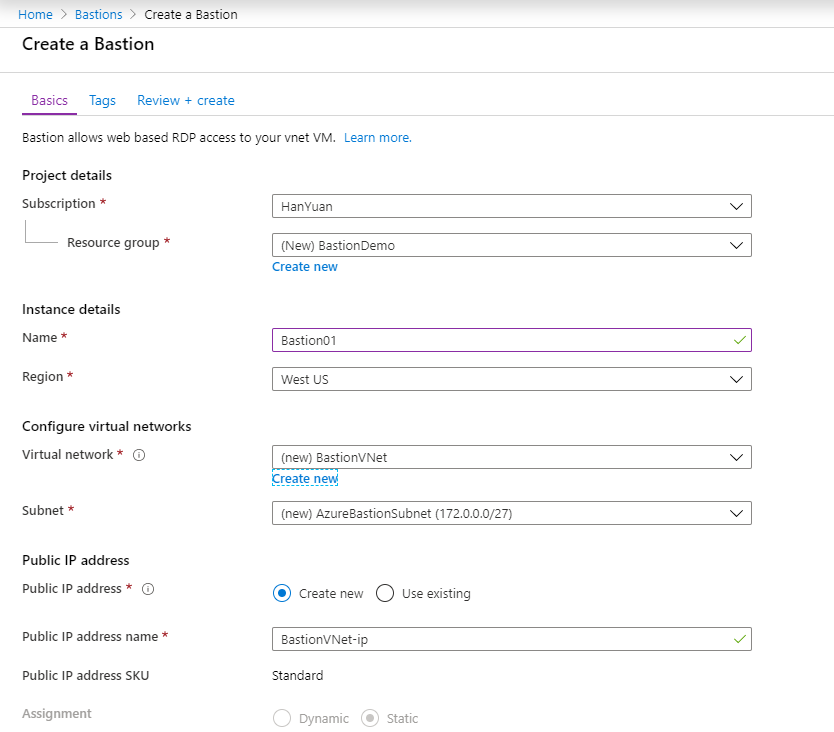 Home > Bastions > Create a Bastion
Create a Bastion
Basics Tags Review + create
Bastion allows web based RDP access to your vnet VM. Learn more.
Project details
Subscription * HanYuan
Resource group * (New) BastionDemo
Create new
Instance details
Name * Bastion01
Region * West US
Configure virtual networks
Virtual network * (new) BastionVNet
Create new
Subnet * (new) AzureBastionSubnet (172.0.0.0/27)
Public IP address
Public IP address * Create new Use existing
Public IP address name * BastionVNet-ip
Public IP address SKU Standard
Assignment Dynamic Static